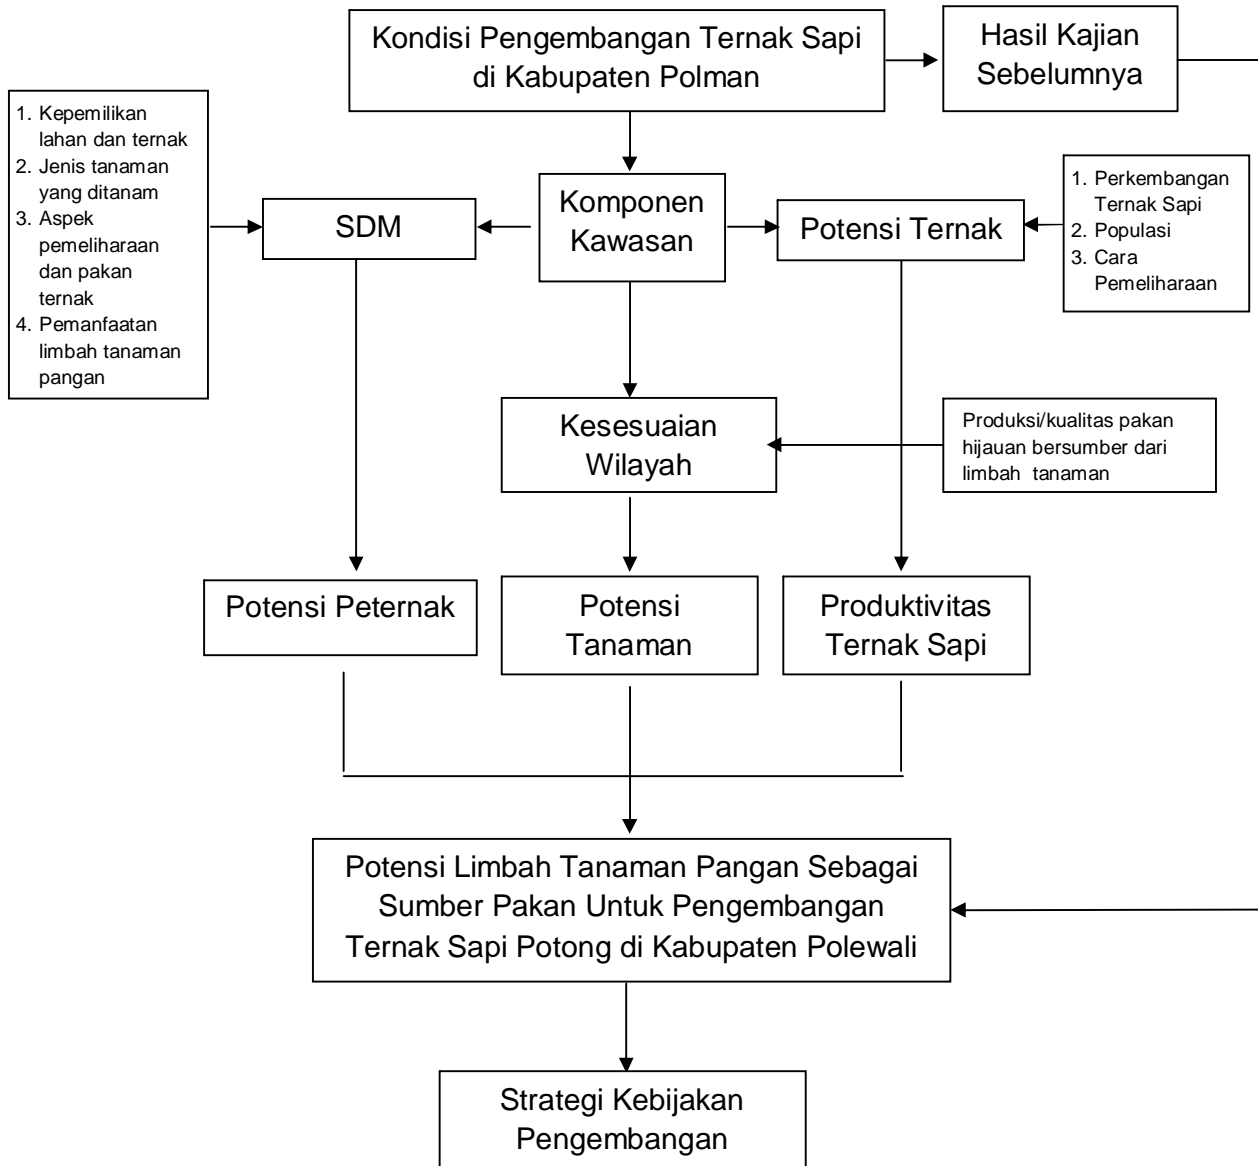 Kondisi Pengembangan Ternak Sapi
di Kabupaten Polman
Hasil Kajian
Sebelumnya
1. Kepemilikan
lahan dan ternak
2. Jenis tanaman
yang ditanam
3. Aspek
pemeliharaan
dan pakan
ternak
4. Pemanfaatan
limbah tanaman
pangan
SDM
Komponen
Kawasan
Potensi Ternak
1. Perkembangan
Ternak Sapi
2. Populasi
3. Cara
Pemeliharaan
Kesesuaian
Wilayah
Produksi/kualitas pakan
hijauan bersumber dari
limbah tanaman
Potensi Peternak
Potensi
Tanaman
Produktivitas
Ternak Sapi
Potensi Limbah Tanaman Pangan Sebagai
Sumber Pakan Untuk Pengembangan
Ternak Sapi Potong di Kabupaten Polewali
Strategi Kebijakan
Pengembangan